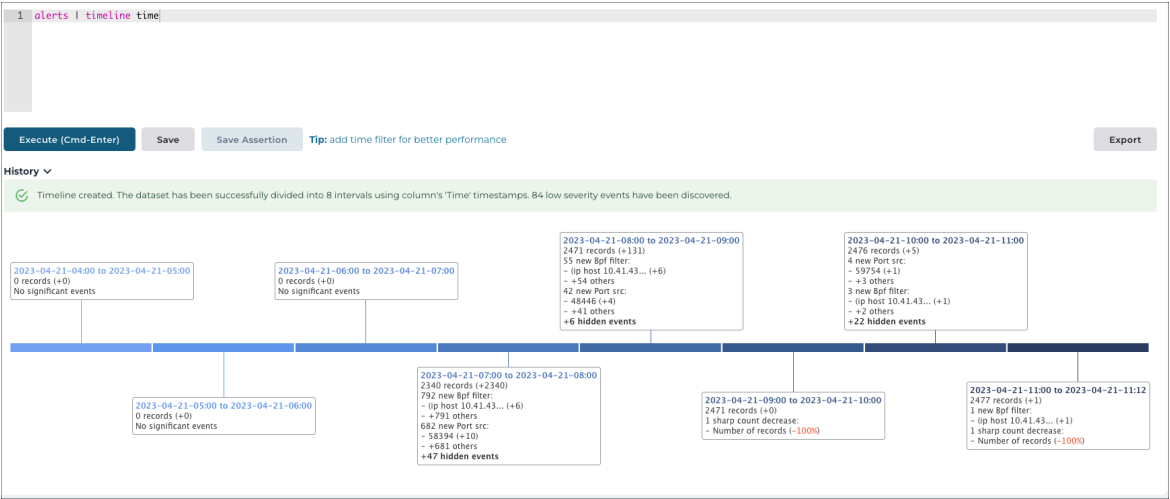 1 alerts | timeline time
Execute (Cmd-Enter) Save Save Assertion Tip: add time filter for better performance Export
History
Timeline created. The dataset has been successfully divided into 8 intervals using column's 'Time' timestamps. 84 low severity events have been discovered.
2023-04-21-04:00 to 2023-04-21-05:00
0 records (+0)
No significant events
2023-04-21-05:00 to 2023-04-21-06:00
0 records (+0)
No significant events
2023-04-21-06:00 to 2023-04-21-07:00
0 records (+0)
No significant events
2023-04-21-07:00 to 2023-04-21-08:00
2340 records (+2340)
792 new Bpf filter:
- (ip host 10.41.43... (+6)
- +791 others
682 new Port src:
- 58394 (+10)
- +681 others
+47 hidden events
2023-04-21-08:00 to 2023-04-21-09:00
2471 records (+131)
55 new Bpf filter:
- (ip host 10.41.43... (+6)
- +54 others
42 new Port src:
- 48446 (+4)
- +41 others
+6 hidden events
2023-04-21-09:00 to 2023-04-21-10:00
2471 records (+0)
1 sharp count decrease:
- Number of records (-100%)
2023-04-21-10:00 to 2023-04-21-11:00
2476 records (+5)
4 new Port src:
- 59754 (+1)
- +3 others
3 new Bpf filter:
- (ip host 10.41.43... (+1)
- +2 others
+22 hidden events
2023-04-21-11:00 to 2023-04-21-11:12
2477 records (+1)
1 new Bpf filter:
- (ip host 10.41.43... (+1)
1 sharp count decrease:
- Number of records (-100%)